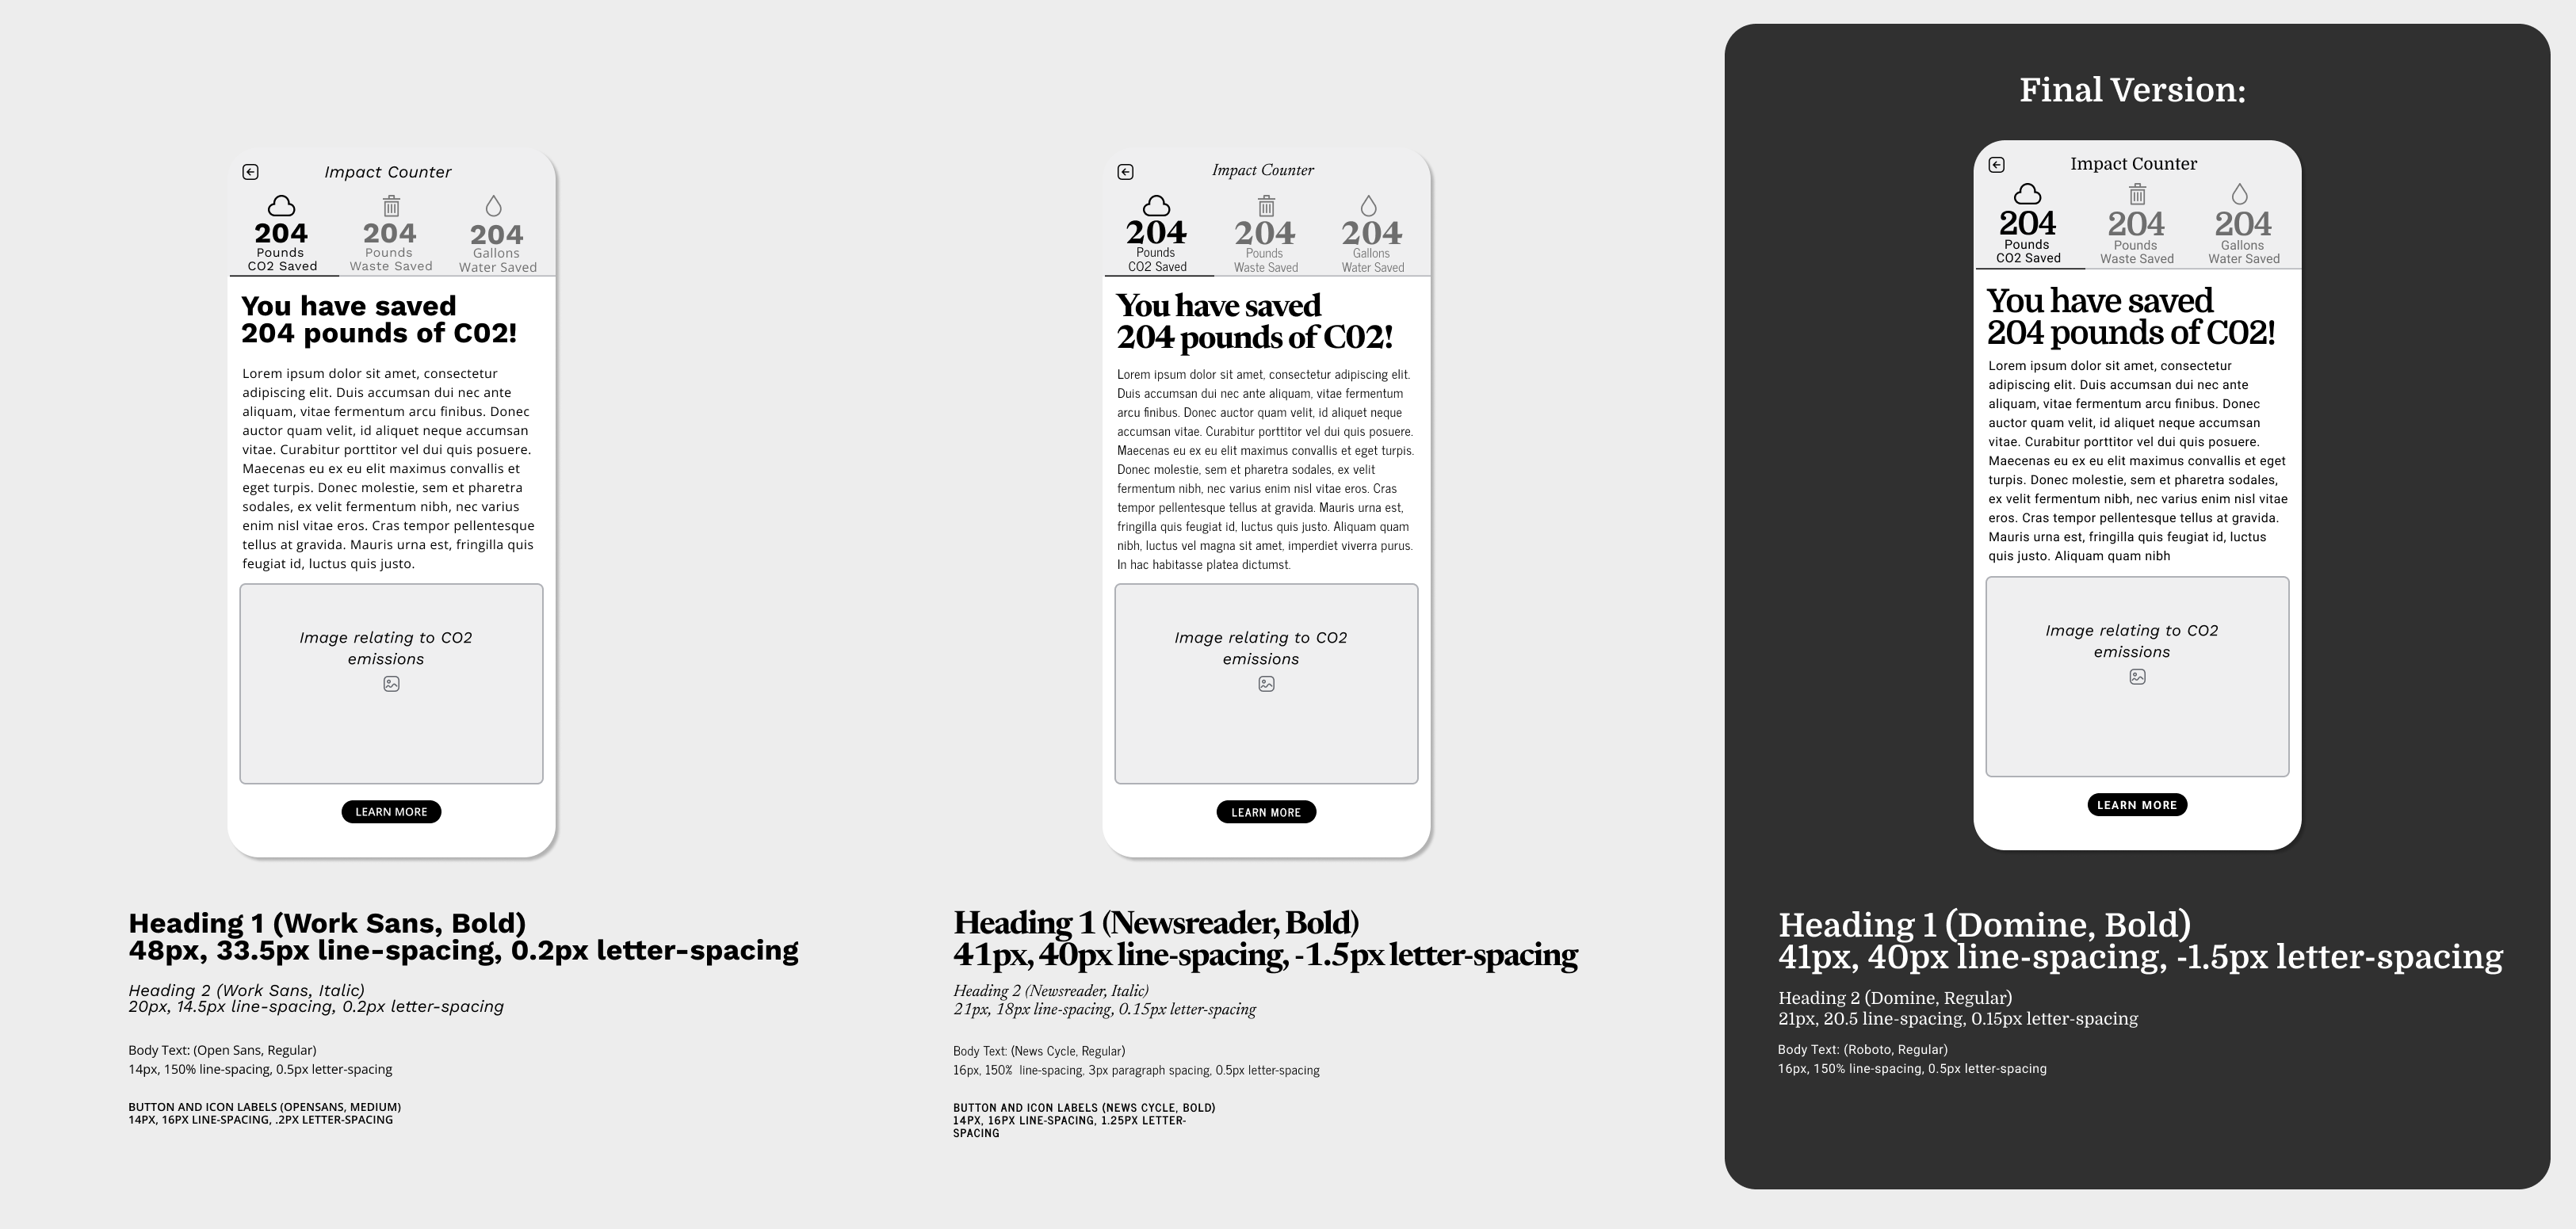 Impact Counter
204
Pounds
CO2 Saved
204
Pounds
Waste Saved
204
Gallons
Water Saved
You have saved
204 pounds of C02!
Lorem ipsum dolor sit amet, consectetur
adipiscing elit. Duis accumsan dui nec ante
aliquam, vitae fermentum arcu finibus. Donec
auctor quam velit, id aliquet neque accumsan
vitae. Curabitur porttitor vel dui quis posuere.
Maecenas eu ex eu elit maximus convallis et
eget turpis. Donec molestie, sem et pharetra
sodales, ex velit fermentum nibh, nec varius
enim nisl vitae eros. Cras tempor pellentesque
tellus at gravida. Mauris urna est, fringilla quis
feugiat id, luctus quis justo.
Image relating to CO2
emissions
LEARN MORE
Heading 1 (Work Sans, Bold)
48px, 33.5px line-spacing, 0.2px letter-spacing
Heading 2 (Work Sans, Italic)
20px, 14.5px line-spacing, 0.2px letter-spacing
Body Text: (Open Sans, Regular)
14px, 150% line-spacing, 0.5px letter-spacing
BUTTON AND ICON LABELS (OPENSANS, MEDIUM)
14PX, 16PX LINE-SPACING, .2PX LETTER-SPACING
Impact Counter
204
Pounds
CO2 Saved
204
Pounds
Waste Saved
204
Gallons
Water Saved
You have saved
204 pounds of C02!
Lorem ipsum dolor sit amet, consectetur adipiscing elit.
Duis accumsan dui nec ante aliquam, vitae fermentum
arcu finibus. Donec auctor quam velit, id aliquet neque
accumsan vitae. Curabitur porttitor vel dui quis posuere.
Maecenas eu ex eu elit maximus convallis et eget turpis.
Donec molestie, sem et pharetra sodales, ex velit
fermentum nibh, nec varius enim nisl vitae eros. Cras
tempor pellentesque tellus at gravida. Mauris urna est,
fringilla quis feugiat id, luctus quis justo. Aliquam quam
nibh, luctus vel magna sit amet, imperdiet viverra purus.
In hac habitasse platea dictumst.
Image relating to CO2
emissions
LEARN MORE
Heading 1 (Newsreader, Bold)
41px, 40px line-spacing, -1.5px letter-spacing
Heading 2 (Newsreader, Italic)
21px, 18px line-spacing, 0.15px letter-spacing
Body Text: (News Cycle, Regular)
16px, 150% line-spacing, 3px paragraph spacing, 0.5px letter-spacing
BUTTON AND ICON LABELS (NEWS CYCLE, BOLD)
14PX, 16PX LINE-SPACING, 1.25PX LETTER-
SPACING
Final Version:
Impact Counter
204
Pounds
CO2 Saved
204
Pounds
Waste Saved
204
Gallons
Water Saved
You have saved
204 pounds of C02!
Lorem ipsum dolor sit amet, consectetur
adipiscing elit. Duis accumsan dui nec ante
aliquam, vitae fermentum arcu finibus. Donec
auctor quam velit, id aliquet neque accumsan
vitae. Curabitur porttitor vel dui quis posuere.
Maecenas eu ex eu elit maximus convallis et eget
turpis. Donec molestie, sem et pharetra sodales,
ex velit fermentum nibh, nec varius enim nisl vitae
eros. Cras tempor pellentesque tellus at gravida.
Mauris urna est, fringilla quis feugiat id, luctus
quis justo. Aliquam quam nibh
Image relating to CO2
emissions
LEARN MORE
Heading 1 (Domine, Bold)
41px, 40px line-spacing, -1.5px letter-spacing
Heading 2 (Domine, Regular)
21px, 20.5 line-spacing, 0.15px letter-spacing
Body Text: (Roboto, Regular)
16px, 150% line-spacing, 0.5px letter-spacing